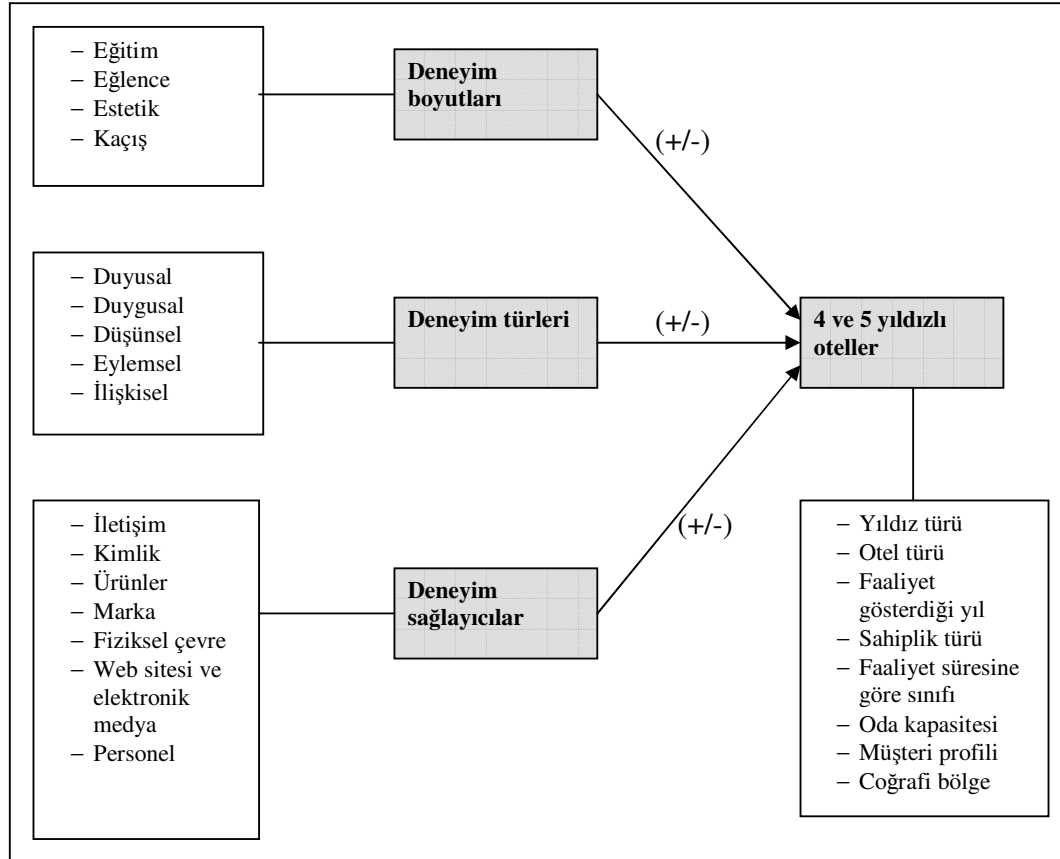 – Eğitim
– Eğlence
– Estetik
– Kaçış
Deneyim
boyutları
(+/-)
– Duyusal
– Duygusal
– Düşünsel
– Eylemsel
– İlişkisel
Deneyim türleri
(+/-)
4 ve 5 yıldızlı
oteller
– İletişim
– Kimlik
– Ürünler
– Marka
– Fiziksel çevre
– Web sitesi ve
elektronik
medya
– Personel
Deneyim
sağlayıcılar
(+/-)
– Yıldız türü
– Otel türü
– Faaliyet
gösterdiği yıl
– Sahiplik türü
– Faaliyet süresine
göre sınıfı
– Oda kapasitesi
– Müşteri profili
– Coğrafi bölge